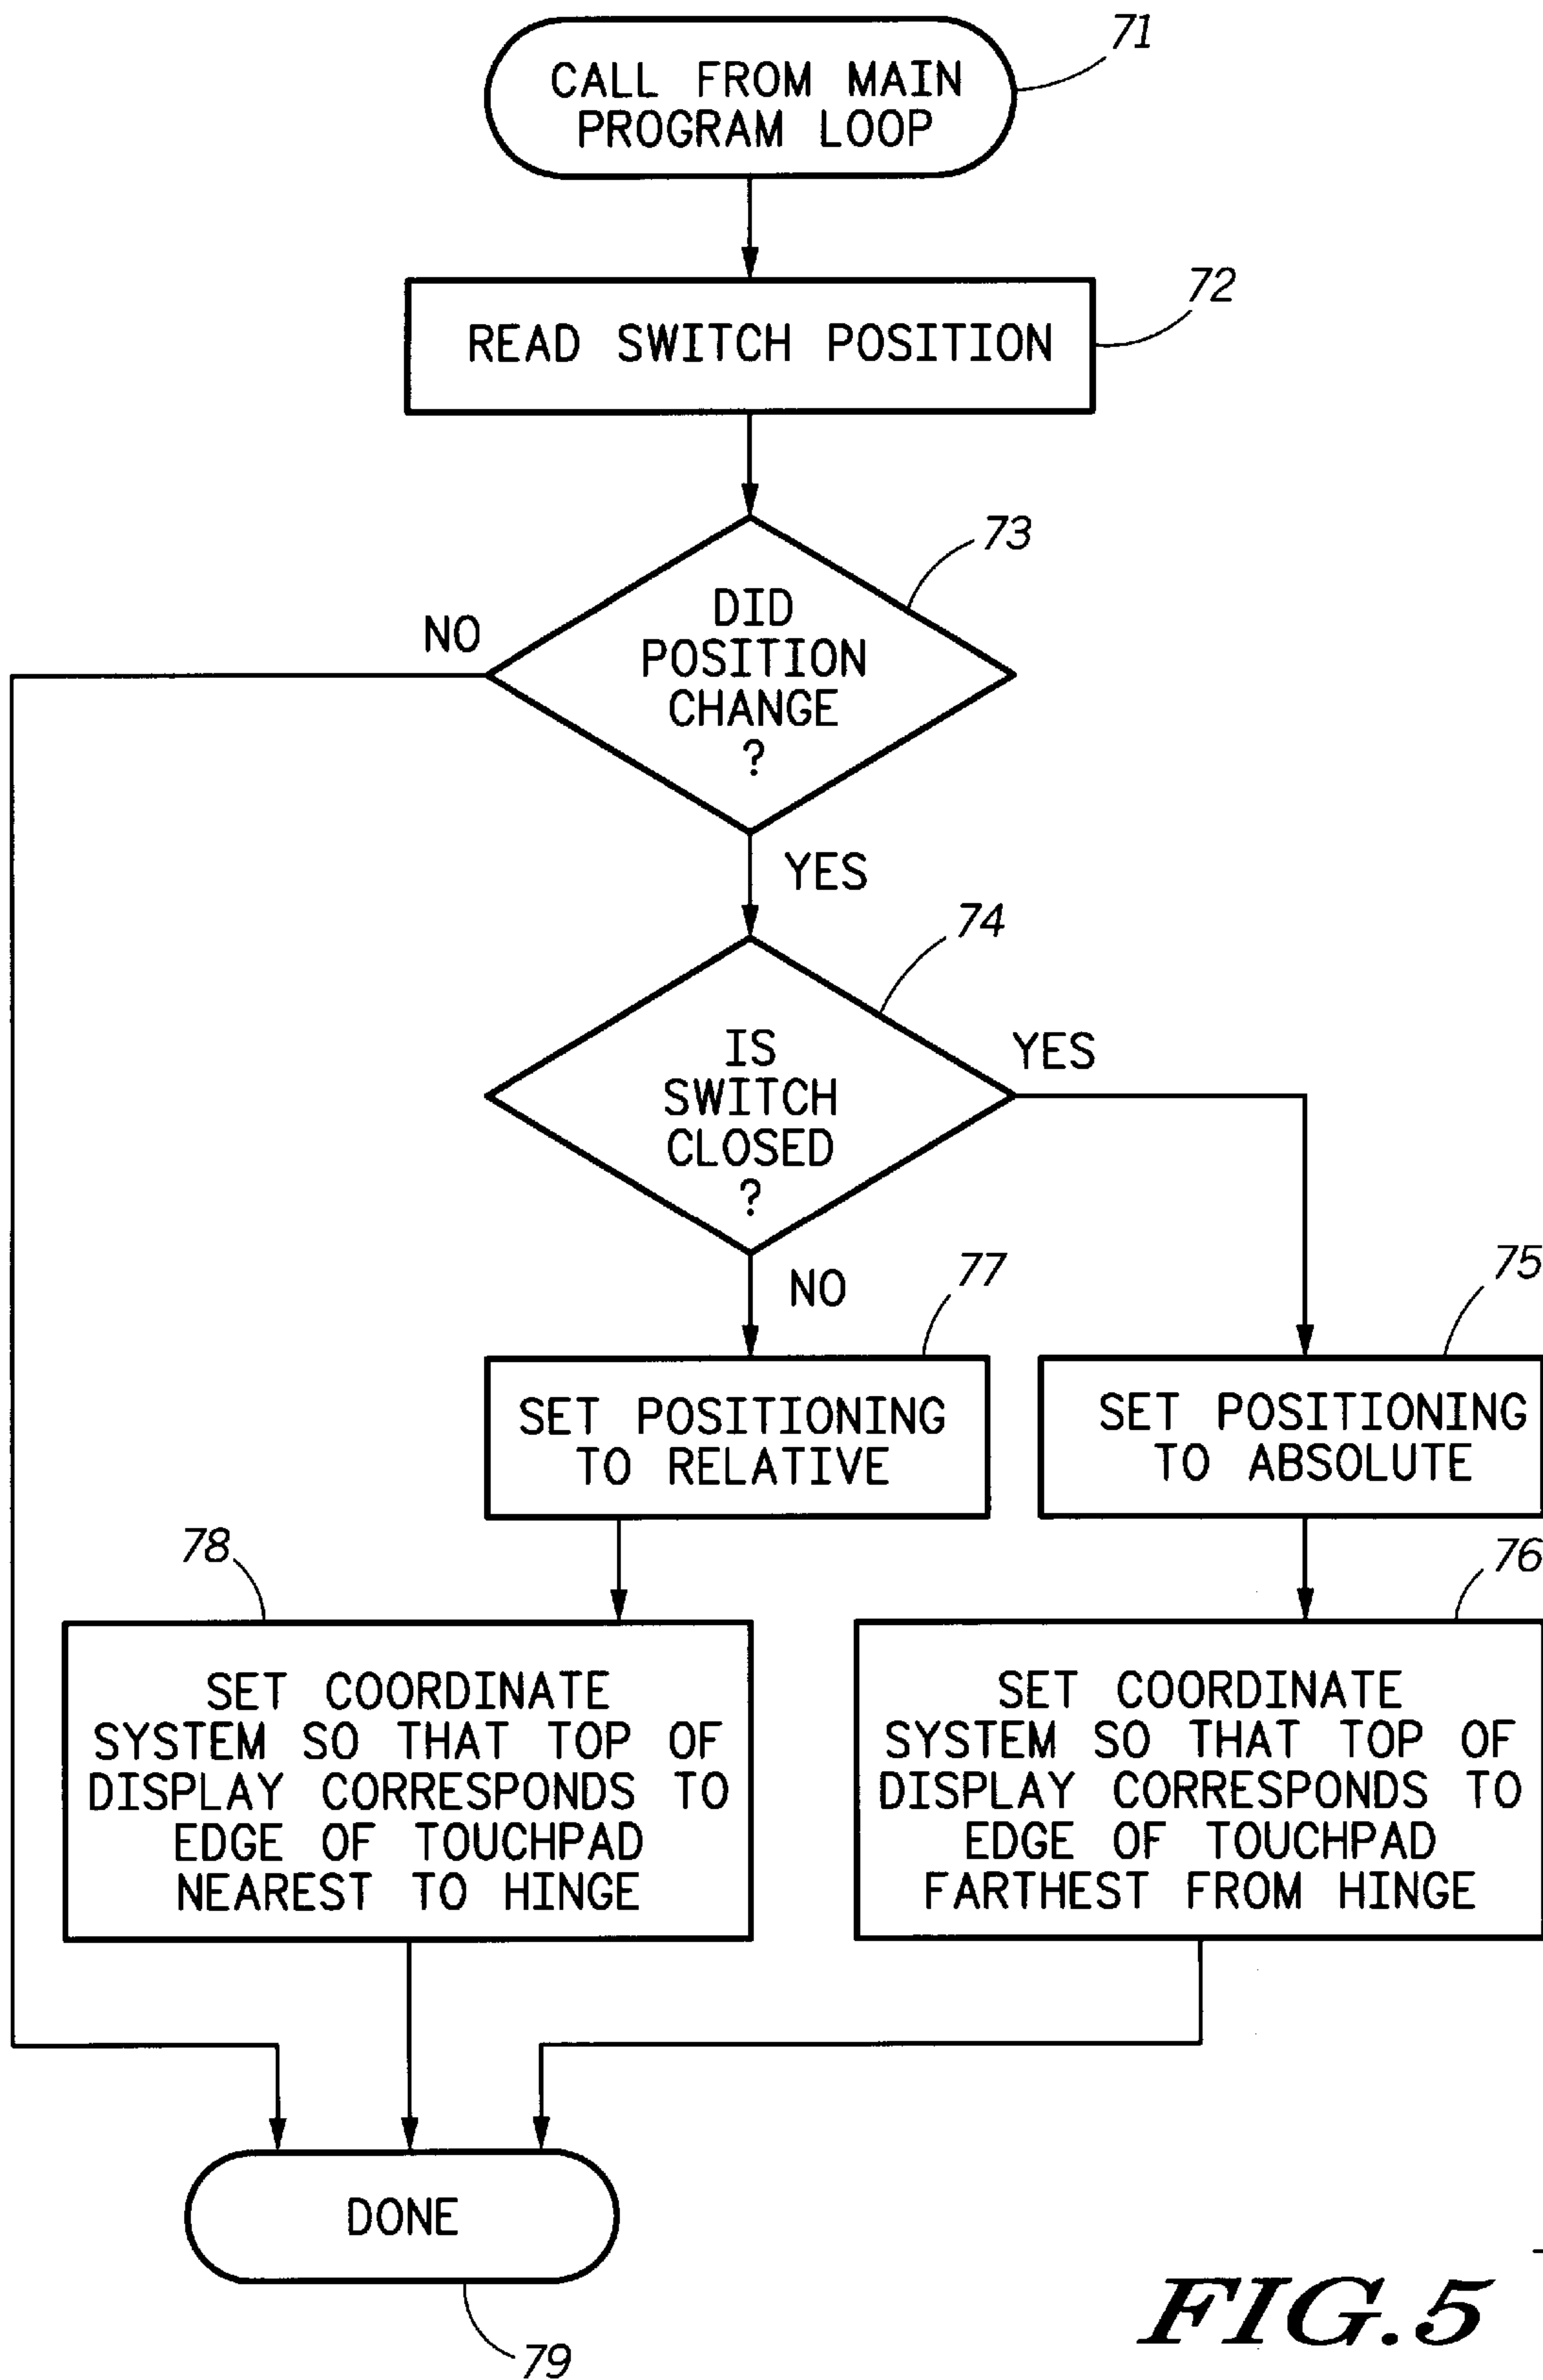 71
CALL FROM MAIN
PROGRAM LOOP
72
READ SWITCH POSITION
73
DID
POSITION
CHANGE
?
NO
YES
74
IS
SWITCH
CLOSED
?
YES
NO
77
75
SET POSITIONING
TO RELATIVE
SET POSITIONING
TO ABSOLUTE
78
76
SET COORDINATE
SYSTEM SO THAT TOP OF
DISPLAY CORRESPONDS TO
EDGE OF TOUCHPAD
NEAREST TO HINGE
SET COORDINATE
SYSTEM SO THAT TOP OF
DISPLAY CORRESPONDS TO
EDGE OF TOUCHPAD
FARTHEST FROM HINGE
DONE
79
FIG.5